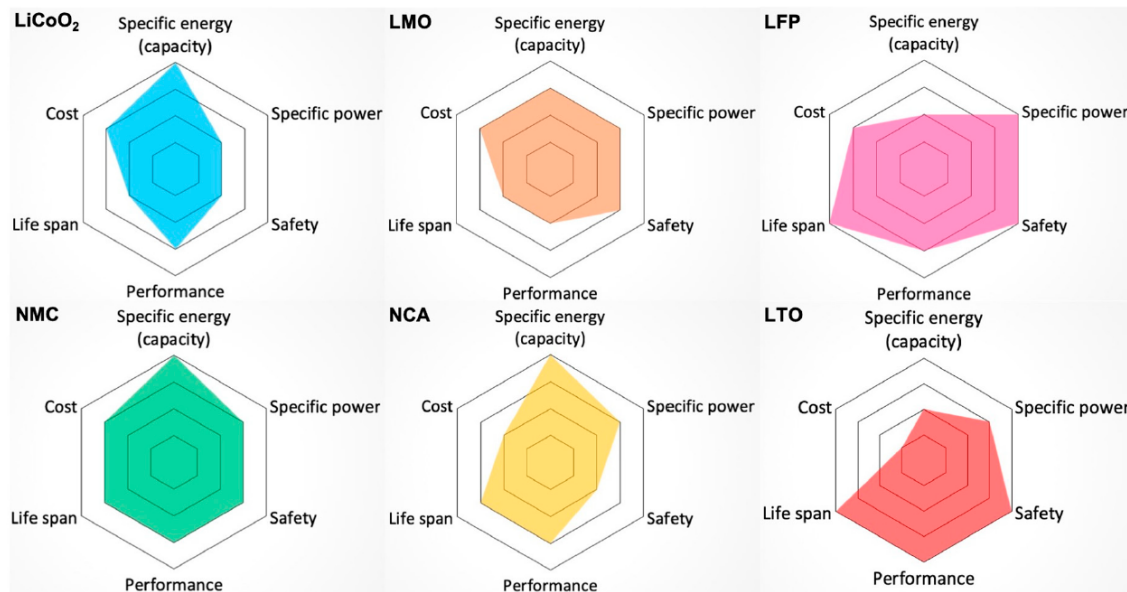 LiCoO₂
Specific energy
(capacity)
Cost
Specific power
Life span
Safety
Performance
LMO
Specific energy
(capacity)
Cost
Specific power
Life span
Safety
Performance
LFP
Specific energy
(capacity)
Cost
Specific power
Life span
Safety
Performance
NMC
Specific energy
(capacity)
Cost
Specific power
Life span
Safety
Performance
NCA
Specific energy
(capacity)
Cost
Specific power
Life span
Safety
Performance
LTO
Specific energy
(capacity)
Cost
Specific power
Life span
Safety
Performance